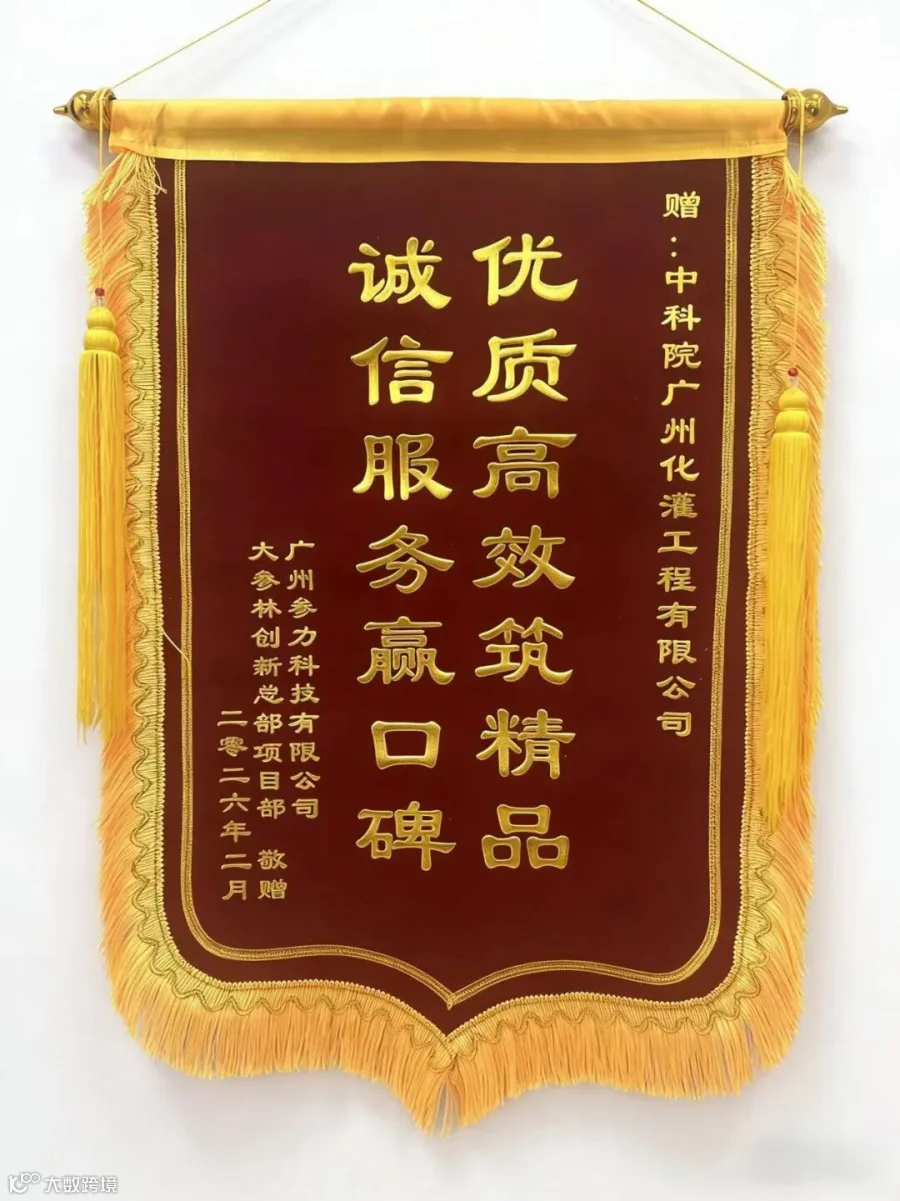 赠：中科院广州化灌工程有限公司
优质高效筑精品
诚信服务赢口碑
广州参力科技有限公司
大参林创新总部项目部 敬赠
二零二六年二月
大数跨境